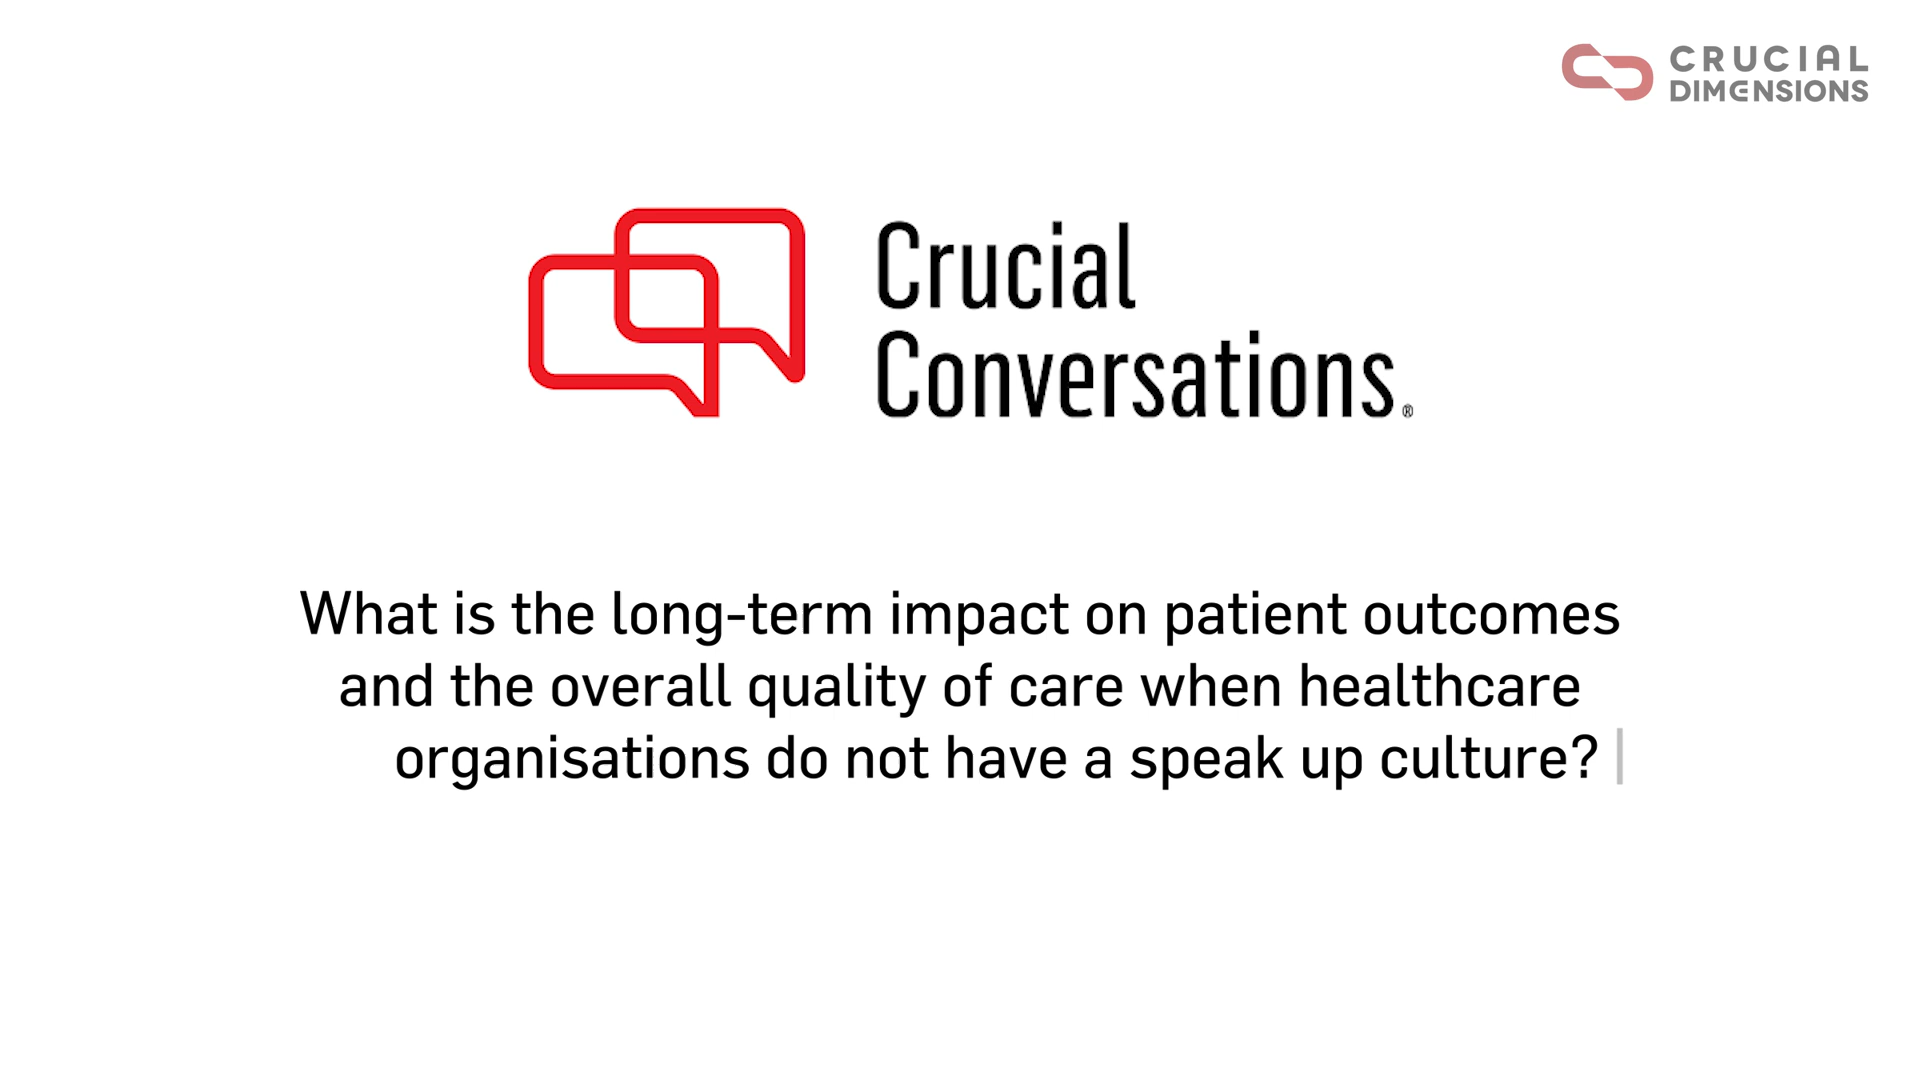 CRUCIAL
DIMENSIONS
Crucial
Conversations.®
What is the long-term impact on patient outcomes
and the overall quality of care when healthcare
organisations do not have a speak up culture?